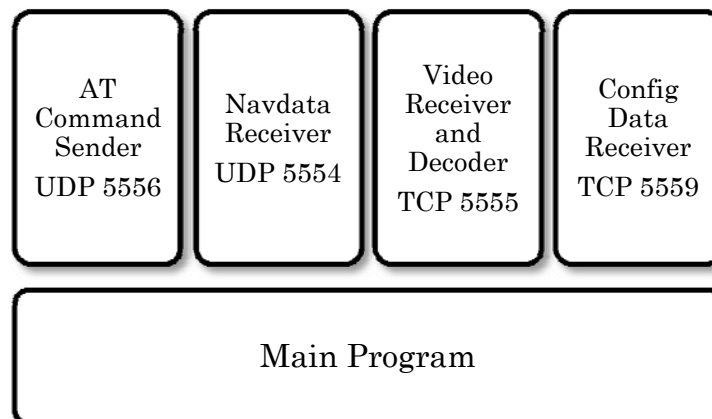 AT
Command
Sender
UDP 5556
Navdata
Receiver
UDP 5554
Video
Receiver
and
Decoder
TCP 5555
Config
Data
Receiver
TCP 5559
Main Program